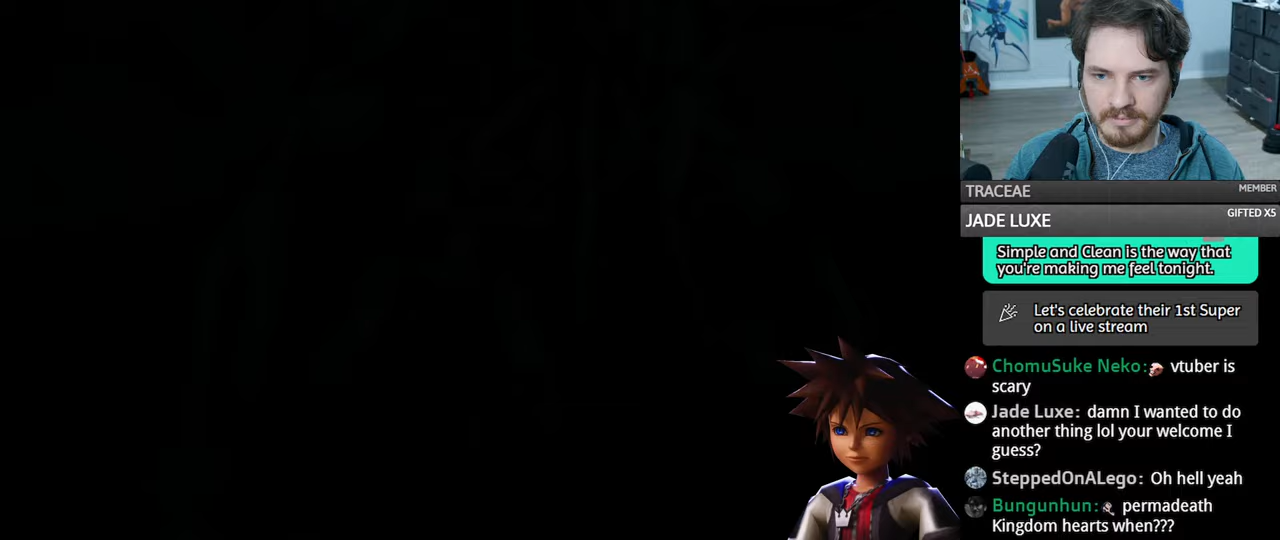 TRACEAE MEMBER
JADE LUXE GIFTED X5
Simple and Clean is the way that
you're making me feel tonight.
Let's celebrate their 1st Super
on a live stream
ChomuSuke Neko: vtuber is
scary
Jade Luxe: damn I wanted to do
another thing lol your welcome I
guess?
SteppedOnALego: Oh hell yeah
Bungunhun: permadeath
Kingdom hearts when???